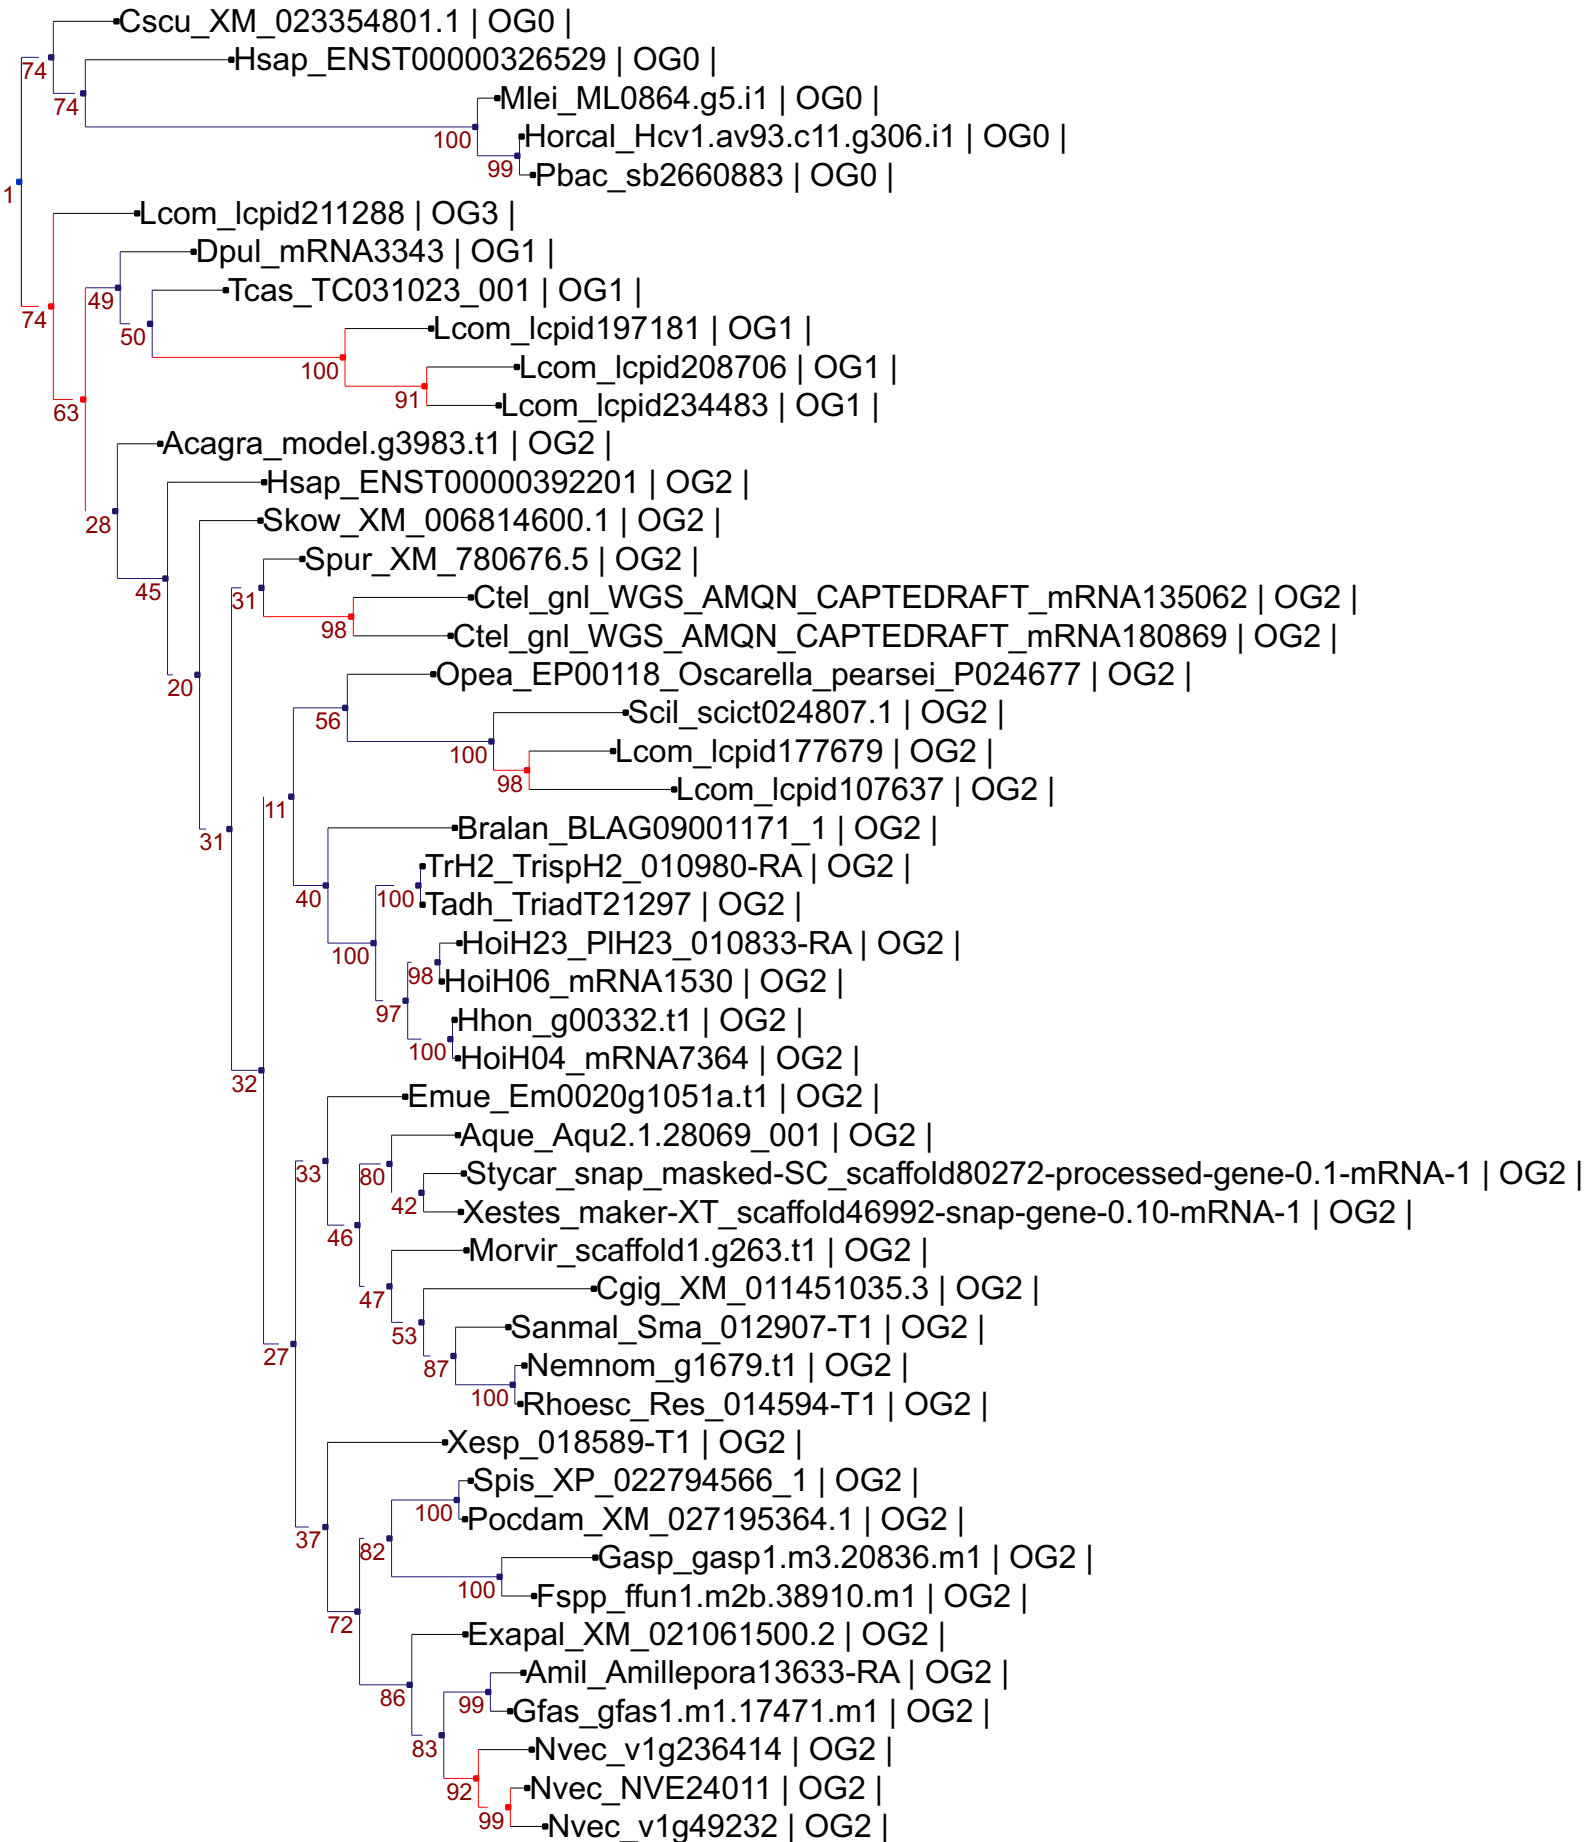 Cscu_XM_023354801.1 | OG0 |
Hsap_ENST00000326529 | OG0 |
74
74
Mlei_ML0864.g5.i1 | OG0 |
100
Horcal_Hcv1.av93.c11.g306.i1 | OG0 |
99
Pbac_sb2660883 | OG0 |
1
Lcom_lcpid211288 | OG3 |
Dpul_mRNA3343 | OG1 |
Tcas_TC031023_001 | OG1 |
49
74
50
Lcom_lcpid197181 | OG1 |
Lcom_lcpid208706 | OG1 |
100
91
Lcom_lcpid234483 | OG1 |
63
Acagra_model.g3983.t1 | OG2 |
Hsap_ENST00000392201 | OG2 |
28
Skow_XM_006814600.1 | OG2 |
Spur_XM_780676.5 | OG2 |
45
31
Ctel_gnl_WGS_AMQN_CAPTEDRAFT_mRNA135062 | OG2 |
98
Ctel_gnl_WGS_AMQN_CAPTEDRAFT_mRNA180869 | OG2 |
Opea_EP00118_Oscarella_pearsei_P024677 | OG2 |
20
56
Scil_scict024807.1 | OG2 |
100
Lcom_lcpid177679 | OG2 |
98
Lcom_lcpid107637 | OG2 |
11
Bralan_BLAG09001171_1 | OG2 |
31
TrH2_TrispH2_010980-RA | OG2 |
40
100
Tadh_TriadT21297 | OG2 |
HoiH23_PlH23_010833-RA | OG2 |
100
98
HoiH06_mRNA1530 | OG2 |
97
Hhon_g00332.t1 | OG2 |
100
HoiH04_mRNA7364 | OG2 |
32
Emue_Em0020g1051a.t1 | OG2 |
Aque_Aqu2.1.28069_001 | OG2 |
33
80
Stycar_snap_masked-SC_scaffold80272-processed-gene-0.1-mRNA-1 | OG2 |
42
Xestes_maker-XT_scaffold46992-snap-gene-0.10-mRNA-1 | OG2 |
46
Morvir_scaffold1.g263.t1 | OG2 |
47
Cgig_XM_011451035.3 | OG2 |
53
Sanmal_Sma_012907-T1 | OG2 |
27
87
Nemnom_g1679.t1 | OG2 |
100
Rhoesc_Res_014594-T1 | OG2 |
Xesp_018589-T1 | OG2 |
Spis_XP_022794566_1 | OG2 |
100
Pocdam_XM_027195364.1 | OG2 |
37
82
Gasp_gasp1.m3.20836.m1 | OG2 |
100
Fspp_ffun1.m2b.38910.m1 | OG2 |
72
Exapal_XM_021061500.2 | OG2 |
Amil_Amillepora13633-RA | OG2 |
86
99
Gfas_gfas1.m1.17471.m1 | OG2 |
83
Nvec_v1g236414 | OG2 |
92
Nvec_NVE24011 | OG2 |
99
Nvec_v1g49232 | OG2 |